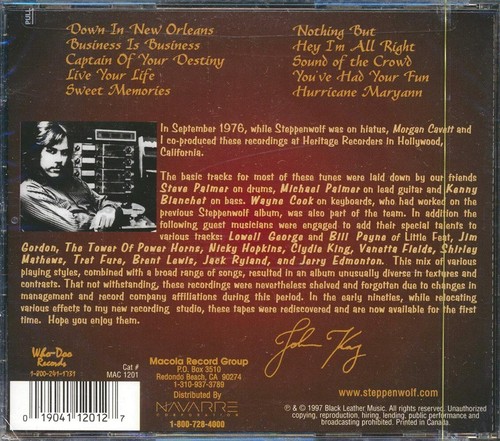 PULL
Down In New Orleans
Business Is Business
Captain Of Your Destiny
Live Your Life
Sweet Memories
Nothing But
Hey I'm All Right
Sound of the Crowd
You've Had Your Fun
Hurricane Maryann
In September 1976, while Steppenwolf was on hiatus, Morgan Cavett and
I co-produced these recordings at Heritage Recorders in Hollywood,
California.
The basic tracks for most of these tunes were laid down by our friends
Steve Palmer on drums, Michael Palmer on lead guitar and Kenny
Blanchet on bass. Wayne Cook on keyboards, who had worked on the
previous Steppenwolf album, was also part of the team. In addition the
following guest musicians were engaged to add their special talents to
various tracks: Lowell George and Bill Payne of Little Feat, Jim
Gordon, The Tower Of Power Horns, Nicky Hopkins, Clydia King, Vanetta Fields, Shirley
Mathews, Trat Fura, Brent Lewis, Jack Ryland, and Jerry Edmonton. This mix of various
playing styles, combined with a broad range of songs, resulted in an album unusually diverse in textures and
contrasts. That not withstanding, these recordings were nevertheless shelved and forgotten due to changes in
management and record company affiliations during this period. In the early nineties, while relocating
various effects to my new recording studio, these tapes were rediscovered and are now available for the first
time. Hope you enjoy them.
John Kay
Who-Doo
Records
1-800-241-1731
Cat #
MAC 1201
0 19041 12012 7
Macola Record Group
P.O. Box 3510
Redondo Beach, CA. 90274
1-310-937-3789
Distributed By
NAVARRE
CORPORATION
1-800-728-4000
www.steppenwolf.com
℗ & © 1997 Black Leather Music. All rights reserved. Unauthorized
copying, reproduction, hiring, lending, public performance and
broadcasting prohibited. Printed in Canada.